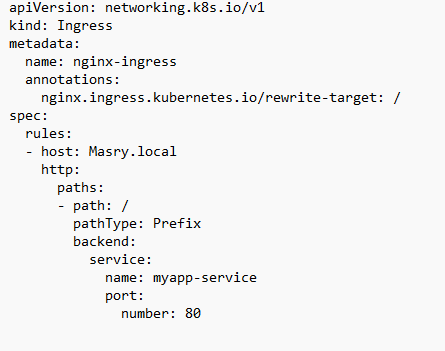 apiVersion: networking.k8s.io/v1
kind: Ingress
metadata:
  name: nginx-ingress
  annotations:
    nginx.ingress.kubernetes.io/rewrite-target: /
spec:
  rules:
  - host: Masry.local
    http:
      paths:
      - path: /
        pathType: Prefix
        backend:
          service:
            name: myapp-service
            port:
              number: 80